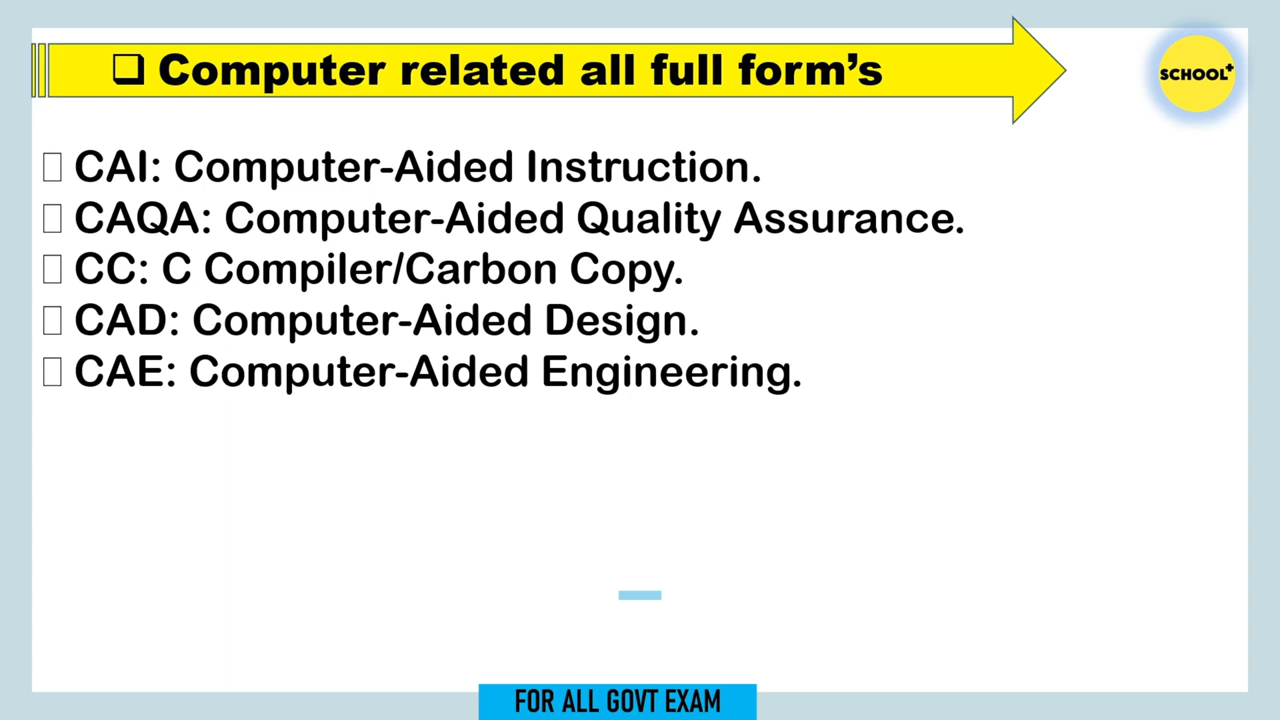 ❑ Computer related all full form’s
SCHOOL+
CAI: Computer-Aided Instruction.
CAQA: Computer-Aided Quality Assurance.
CC: C Compiler/Carbon Copy.
CAD: Computer-Aided Design.
CAE: Computer-Aided Engineering.
FOR ALL GOVT EXAM